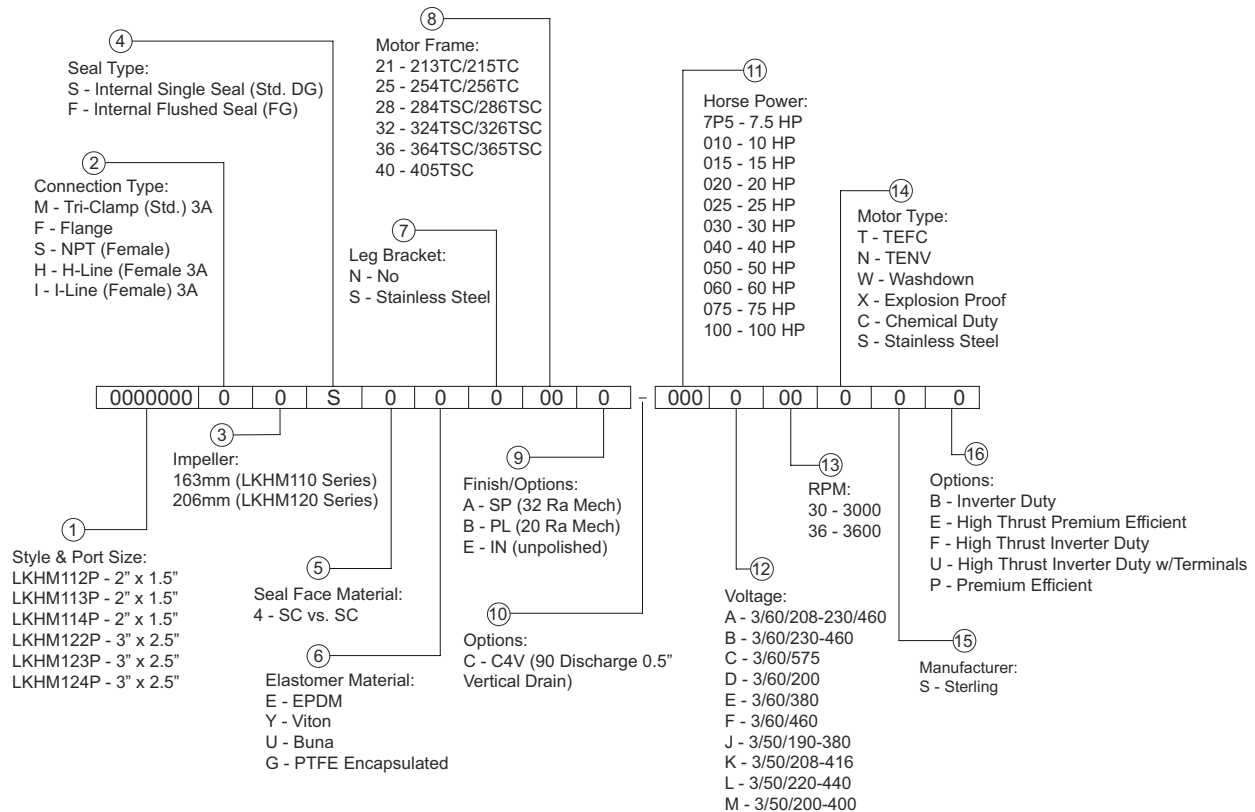 8
Motor Frame:
21 - 213TC/215TC
25 - 254TC/256TC
28 - 284TSC/286TSC
32 - 324TSC/326TSC
36 - 364TSC/365TSC
40 - 405TSC
4
Seal Type:
S - Internal Single Seal (Std. DG)
F - Internal Flushed Seal (FG)
11
Horse Power:
7P5 - 7.5 HP
010 - 10 HP
015 - 15 HP
020 - 20 HP
025 - 25 HP
030 - 30 HP
040 - 40 HP
050 - 50 HP
060 - 60 HP
075 - 75 HP
100 - 100 HP
2
Connection Type:
M - Tri-Clamp (Std.) 3A
F - Flange
S - NPT (Female)
H - H-Line (Female 3A
I - I-Line (Female) 3A
7
Leg Bracket:
N - No
S - Stainless Steel
14
Motor Type:
T - TEFC
N - TENV
W - Washdown
X - Explosion Proof
C - Chemical Duty
S - Stainless Steel
0000000 0 0 S 0 0 0 00 0 - 000 0 00 0 0 0
3
Impeller:
163mm (LKHM110 Series)
206mm (LKHM120 Series)
9
Finish/Options:
A - SP (32 Ra Mech)
B - PL (20 Ra Mech)
E - IN (unpolished)
13
RPM:
30 - 3000
36 - 3600
16
Options:
B - Inverter Duty
E - High Thrust Premium Efficient
F - High Thrust Inverter Duty
U - High Thrust Inverter Duty w/Terminals
P - Premium Efficient
1
Style & Port Size:
LKHM112P - 2” x 1.5”
LKHM113P - 2” x 1.5”
LKHM114P - 2” x 1.5”
LKHM122P - 3” x 2.5”
LKHM123P - 3” x 2.5”
LKHM124P - 3” x 2.5”
5
Seal Face Material:
4 - SC vs. SC
10
Options:
C - C4V (90 Discharge 0.5”
Vertical Drain)
12
Voltage:
A - 3/60/208-230/460
B - 3/60/230-460
C - 3/60/575
D - 3/60/200
E - 3/60/380
F - 3/60/460
J - 3/50/190-380
K - 3/50/208-416
L - 3/50/220-440
M - 3/50/200-400
15
Manufacturer:
S - Sterling
6
Elastomer Material:
E - EPDM
Y - Viton
U - Buna
G - PTFE Encapsulated